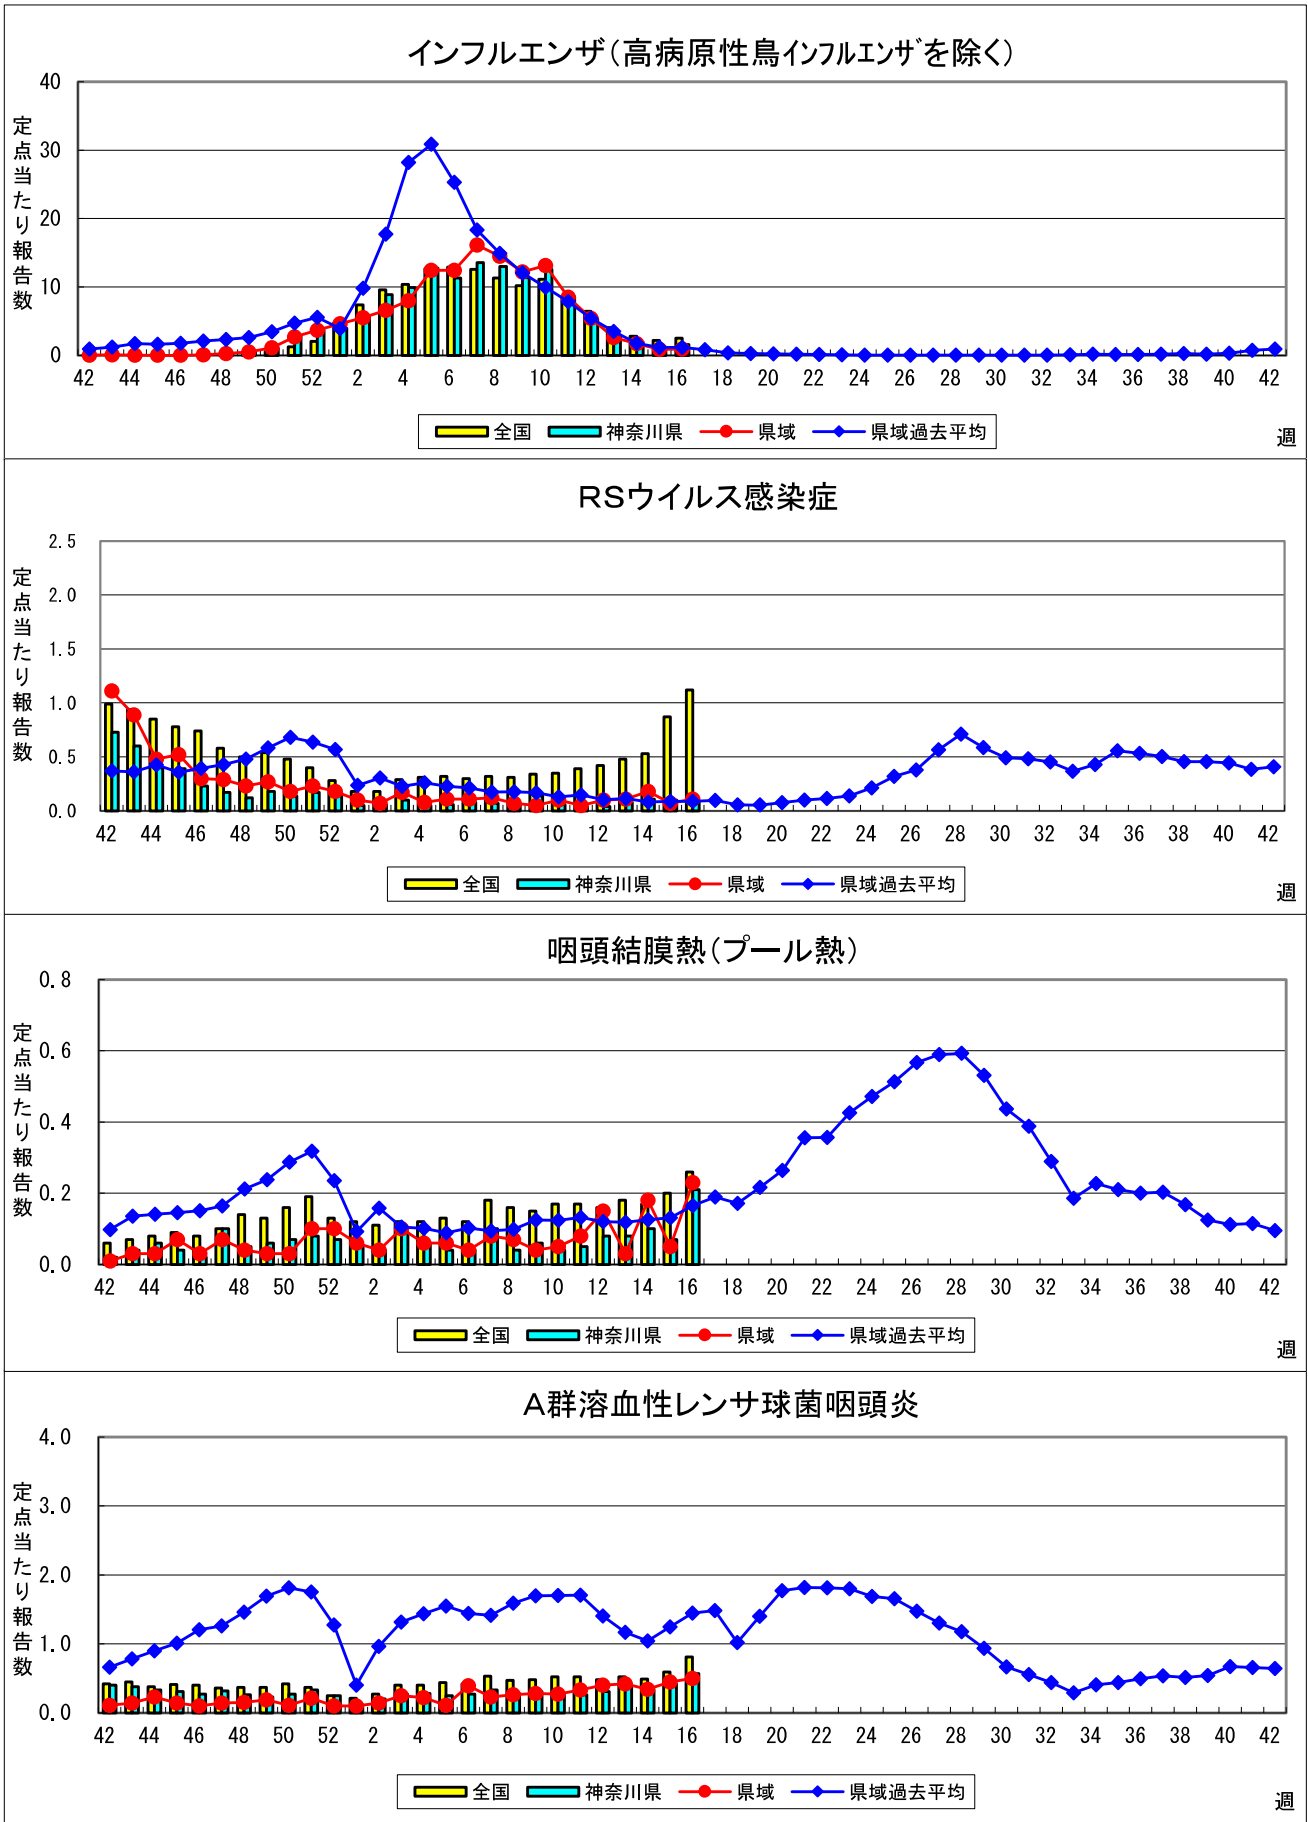 インフルエンザ(高病原性鳥インフルエンザを除く)
定点当たり報告数
40
30
20
10
0
42 44 46 48 50 52 2 4 6 8 10 12 14 16 18 20 22 24 26 28 30 32 34 36 38 40 42
全国 神奈川県 県域 県域過去平均
週
RSウイルス感染症
定点当たり報告数
2.5
2.0
1.5
1.0
0.5
0.0
42 44 46 48 50 52 2 4 6 8 10 12 14 16 18 20 22 24 26 28 30 32 34 36 38 40 42
全国 神奈川県 県域 県域過去平均
週
咽頭結膜熱(プール熱)
定点当たり報告数
0.8
0.6
0.4
0.2
0.0
42 44 46 48 50 52 2 4 6 8 10 12 14 16 18 20 22 24 26 28 30 32 34 36 38 40 42
全国 神奈川県 県域 県域過去平均
週
A群溶血性レンサ球菌咽頭炎
定点当たり報告数
4.0
3.0
2.0
1.0
0.0
42 44 46 48 50 52 2 4 6 8 10 12 14 16 18 20 22 24 26 28 30 32 34 36 38 40 42
全国 神奈川県 県域 県域過去平均
週